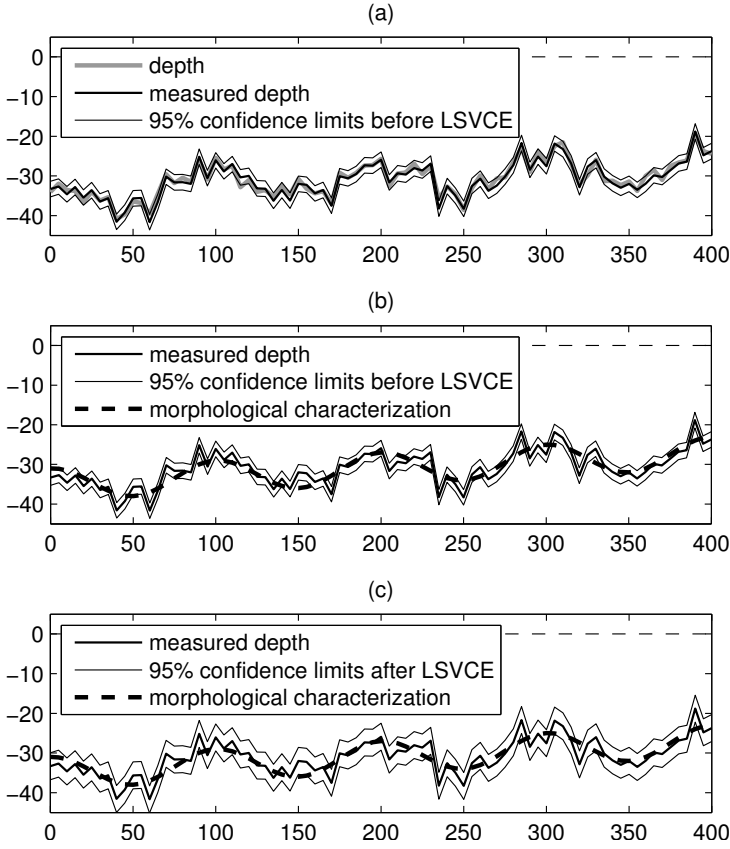 (a)
0
−10
−20
−30
−40
depth
measured depth
95% confidence limits before LSVCE
0 50 100 150 200 250 300 350 400
(b)
0
−10
−20
−30
−40
measured depth
95% confidence limits before LSVCE
morphological characterization
0 50 100 150 200 250 300 350 400
(c)
0
−10
−20
−30
−40
measured depth
95% confidence limits after LSVCE
morphological characterization
0 50 100 150 200 250 300 350 400